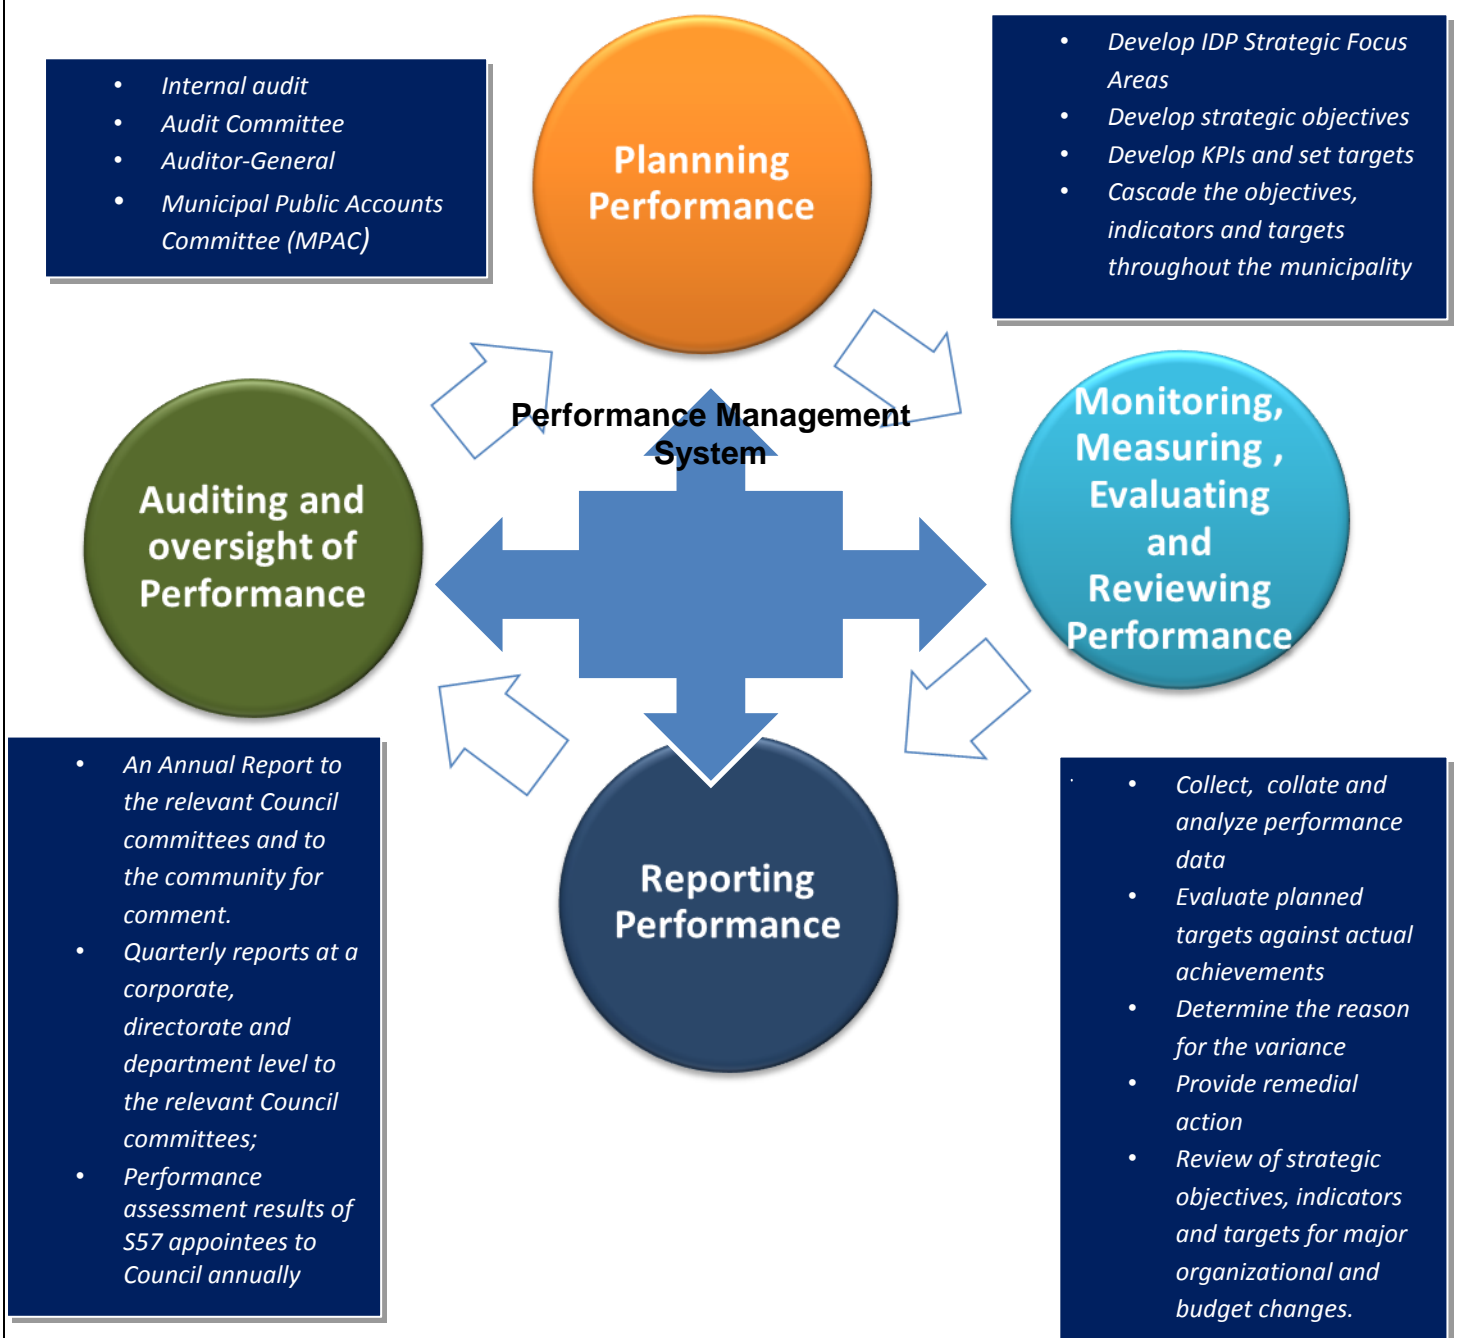 • Internal audit
• Audit Committee
• Auditor-General
• Municipal Public Accounts
Committee (MPAC)
Plannning
Performance
• Develop IDP Strategic Focus
Areas
• Develop strategic objectives
• Develop KPIs and set targets
• Cascade the objectives,
indicators and targets
throughout the municipality
Performance Management
System
Auditing and
oversight of
Performance
Monitoring,
Measuring ,
Evaluating
and
Reviewing
Performance
Reporting
Performance
• An Annual Report to
the relevant Council
committees and to
the community for
comment.
• Quarterly reports at a
corporate,
directorate and
department level to
the relevant Council
committees;
• Performance
assessment results of
S57 appointees to
Council annually
.
• Collect, collate and
analyze performance
data
• Evaluate planned
targets against actual
achievements
• Determine the reason
for the variance
• Provide remedial
action
• Review of strategic
objectives, indicators
and targets for major
organizational and
budget changes.